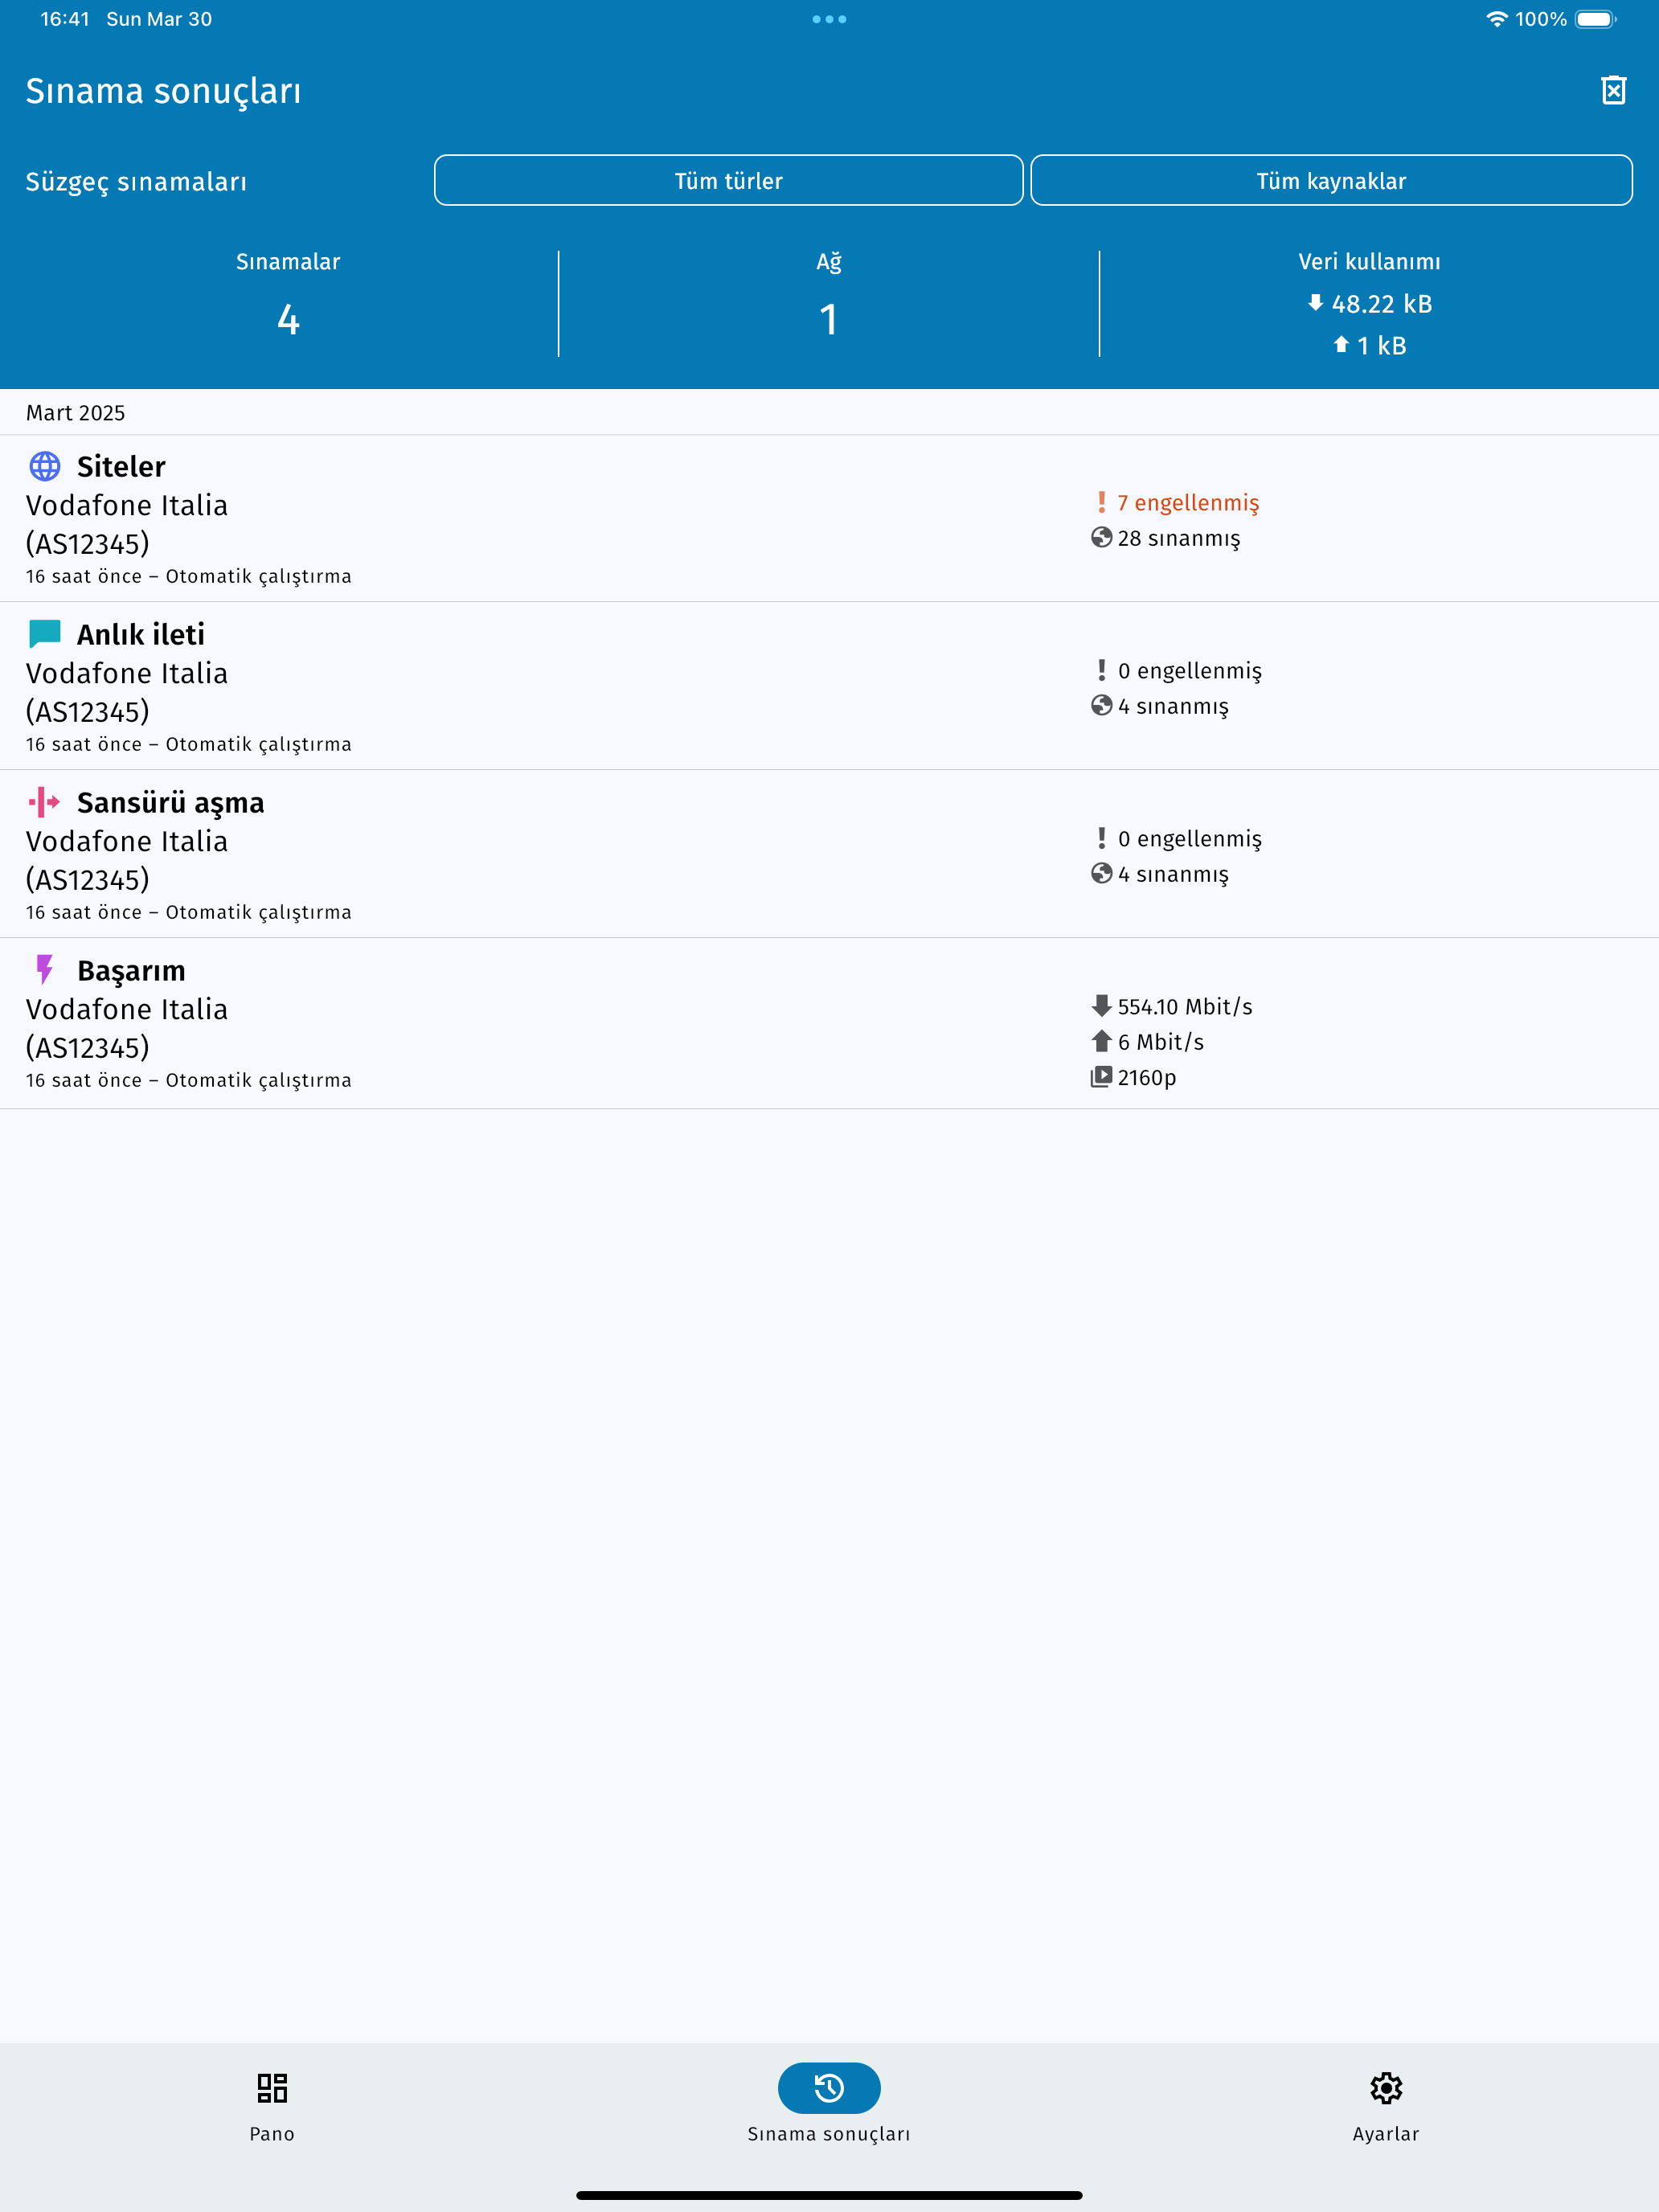 16:41 Sun Mar 30
100%
Sınama sonuçları
Süzgeç sınamaları
Tüm türler
Tüm kaynaklar
Sınamalar
4
Ağ
1
Veri kullanımı
48.22 kB
1 kB
Mart 2025
Siteler
Vodafone Italia
(AS12345)
16 saat önce – Otomatik çalıştırma
7 engellenmiş
28 sınanmış
Anlık ileti
Vodafone Italia
(AS12345)
16 saat önce – Otomatik çalıştırma
0 engellenmiş
4 sınanmış
Sansürü aşma
Vodafone Italia
(AS12345)
16 saat önce – Otomatik çalıştırma
0 engellenmiş
4 sınanmış
Başarım
Vodafone Italia
(AS12345)
16 saat önce – Otomatik çalıştırma
554.10 Mbit/s
6 Mbit/s
2160p
Pano
Sınama sonuçları
Ayarlar